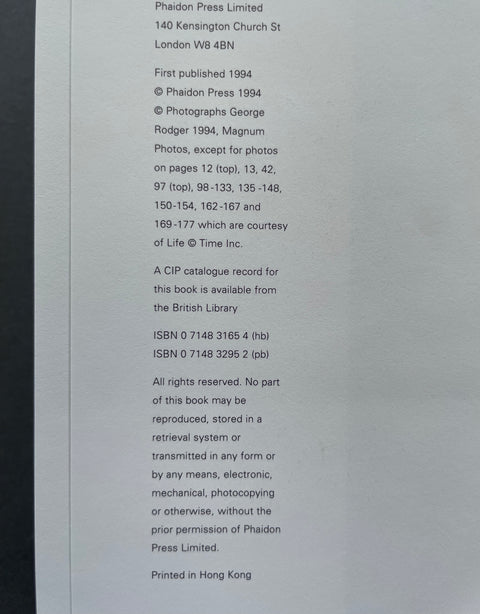 Phaidon Press Limited
140 Kensington Church St
London W8 4BN
First published 1994
© Phaidon Press 1994
© Photographs George
Rodger 1994, Magnum
Photos, except for photos
on pages 12 (top), 13, 42,
97 (top), 98-133, 135-148,
150-154, 162-167 and
169-177 which are courtesy
of Life © Time Inc.
A CIP catalogue record for
this book is available from
the British Library
ISBN 0 7148 3165 4 (hb)
ISBN 0 7148 3295 2 (pb)
All rights reserved. No part
of this book may be
reproduced, stored in a
retrieval system or
transmitted in any form or
by any means, electronic,
mechanical, photocopying
or otherwise, without the
prior permission of Phaidon
Press Limited.
Printed in Hong Kong